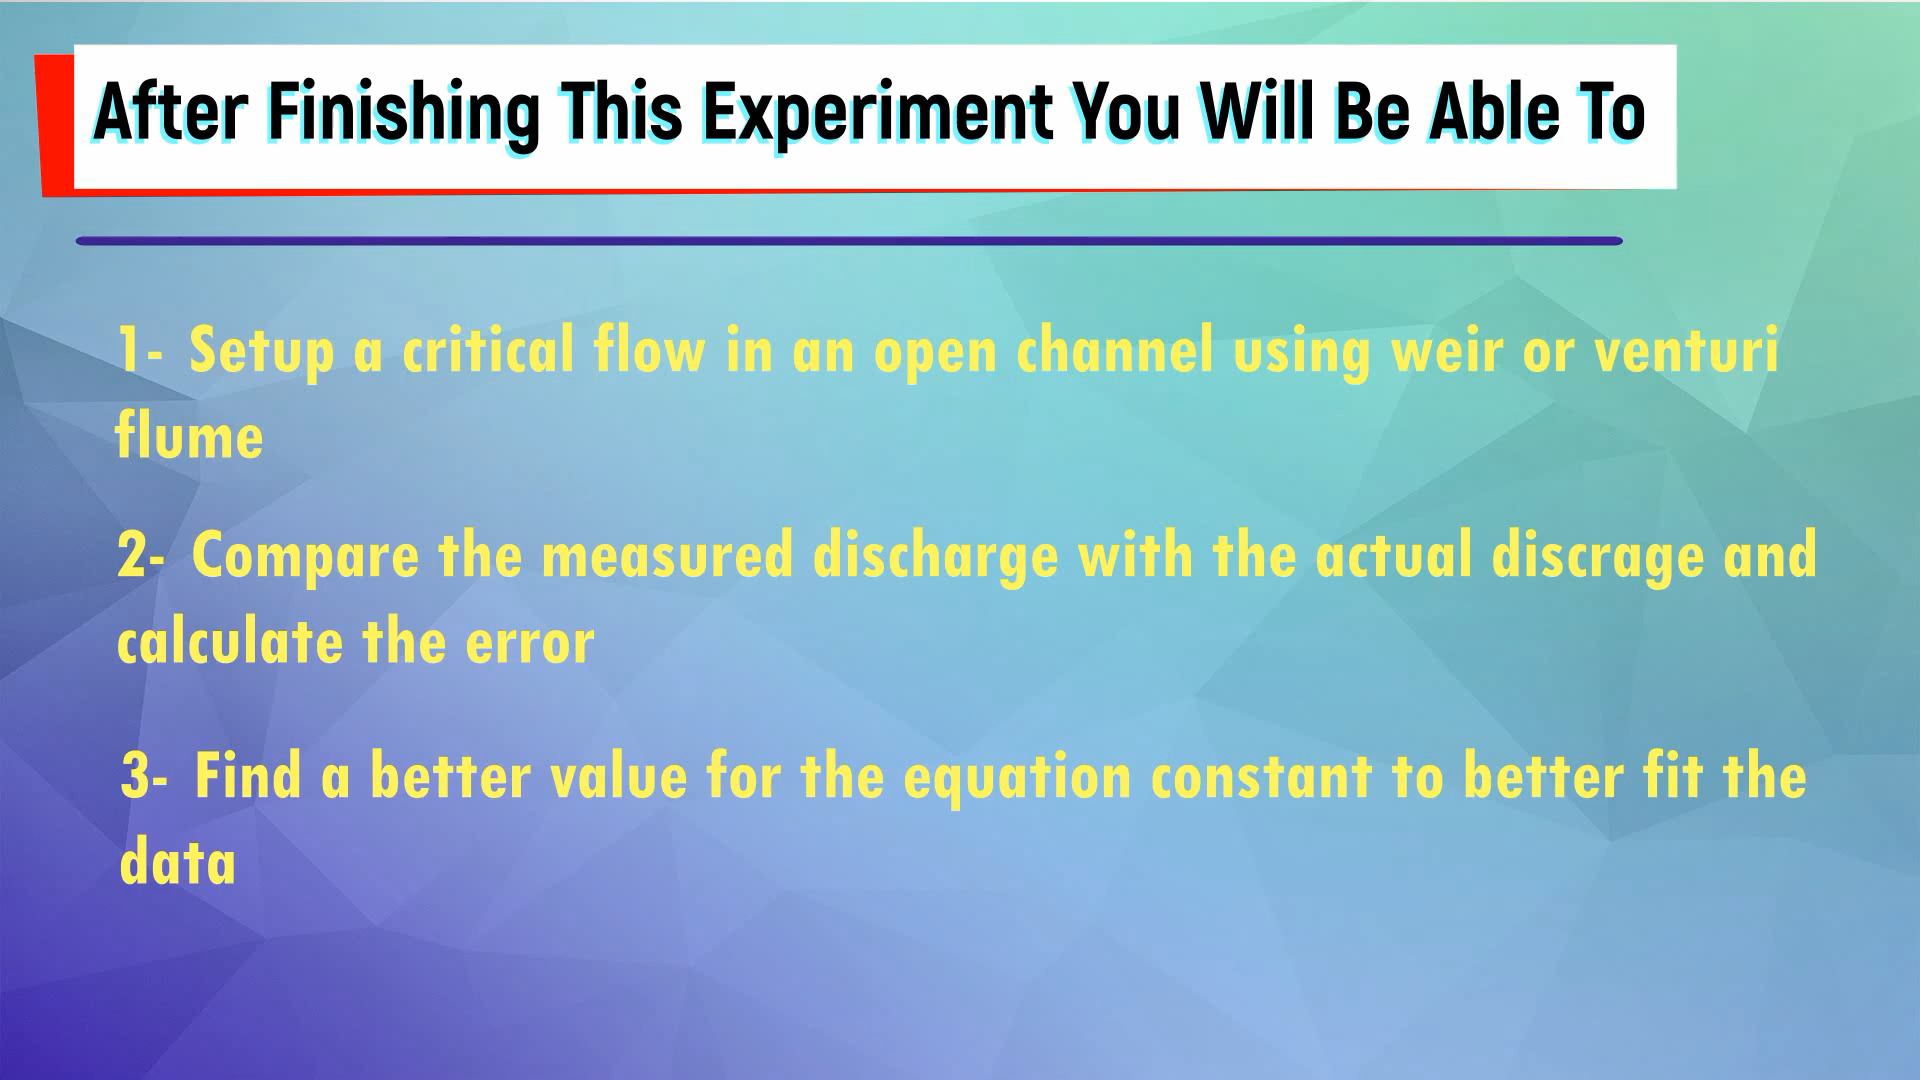 After Finishing This Experiment You Will Be Able To
1- Setup a critical flow in an open channel using weir or venturi
flume
2- Compare the measured discharge with the actual discrage and
calculate the error
3- Find a better value for the equation constant to better fit the
data